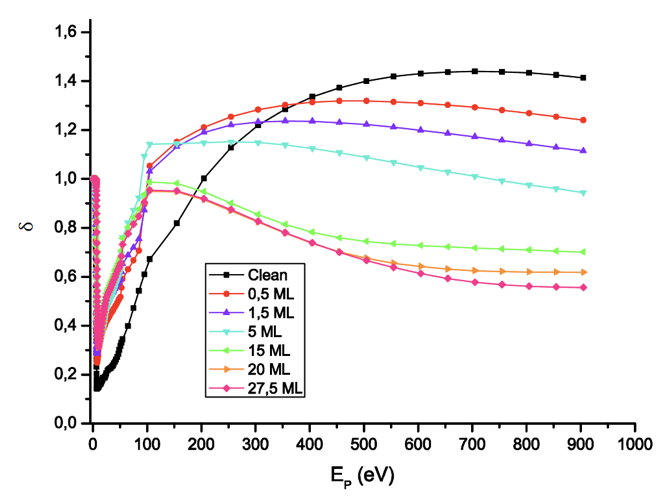 1,6
1,4
1,2
1,0
0,8
0,6
0,4
0,2
0,0
δ
Clean
0,5 ML
1,5 ML
5 ML
15 ML
20 ML
27,5 ML
0 100 200 300 400 500 600 700 800 900 1000
E_P (eV)